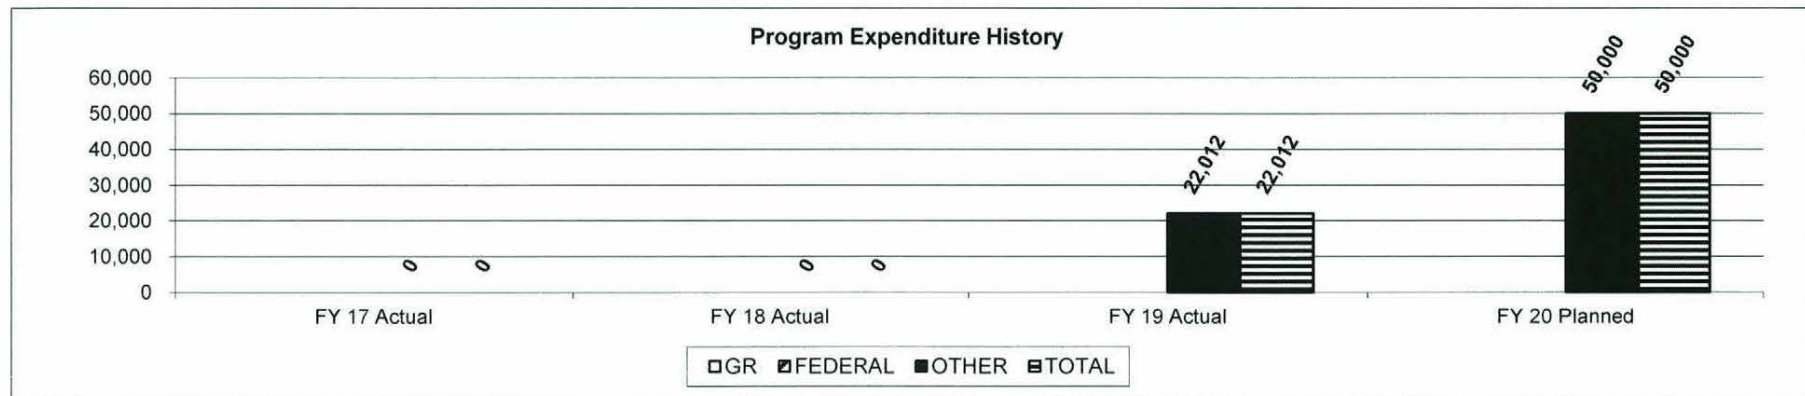 Program Expenditure History
60,000
50,000
40,000
30,000
20,000
10,000
0
0
0
0
0
22,012
22,012
50,000
50,000
FY 17 Actual
FY 18 Actual
FY 19 Actual
FY 20 Planned
GR FEDERAL OTHER TOTAL